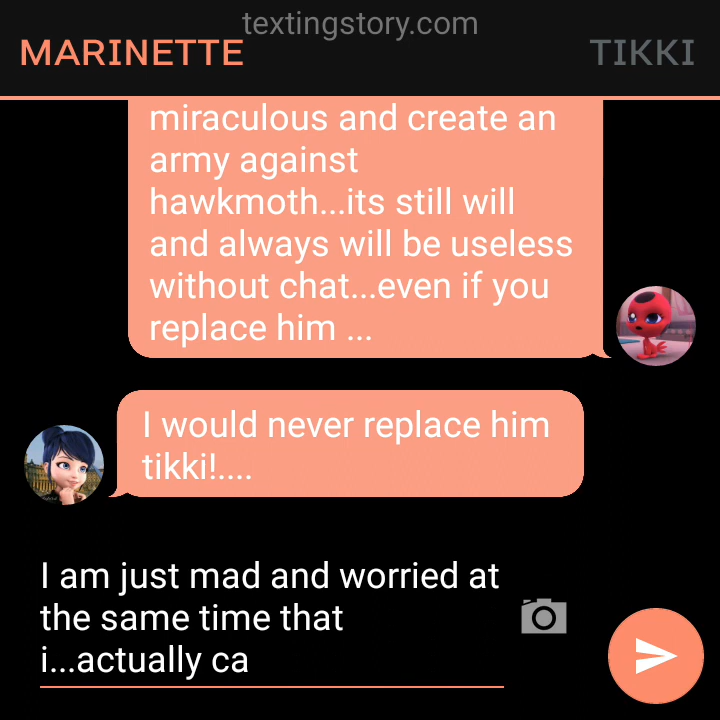 textingstory.com
MARINETTE
TIKKI
miraculous and create an
army against
hawkmoth...its still will
and always will be useless
without chat...even if you
replace him ...
I would never replace him
tikki!....
I am just mad and worried at
the same time that
i...actually ca